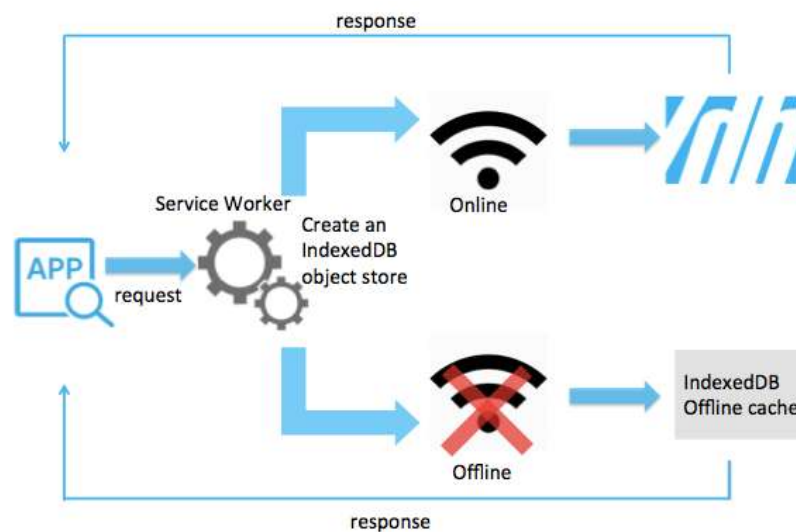 response
Service Worker
Create an
IndexedDB
object store
Online
APP
request
IndexedDB
Offline cache
Offline
response